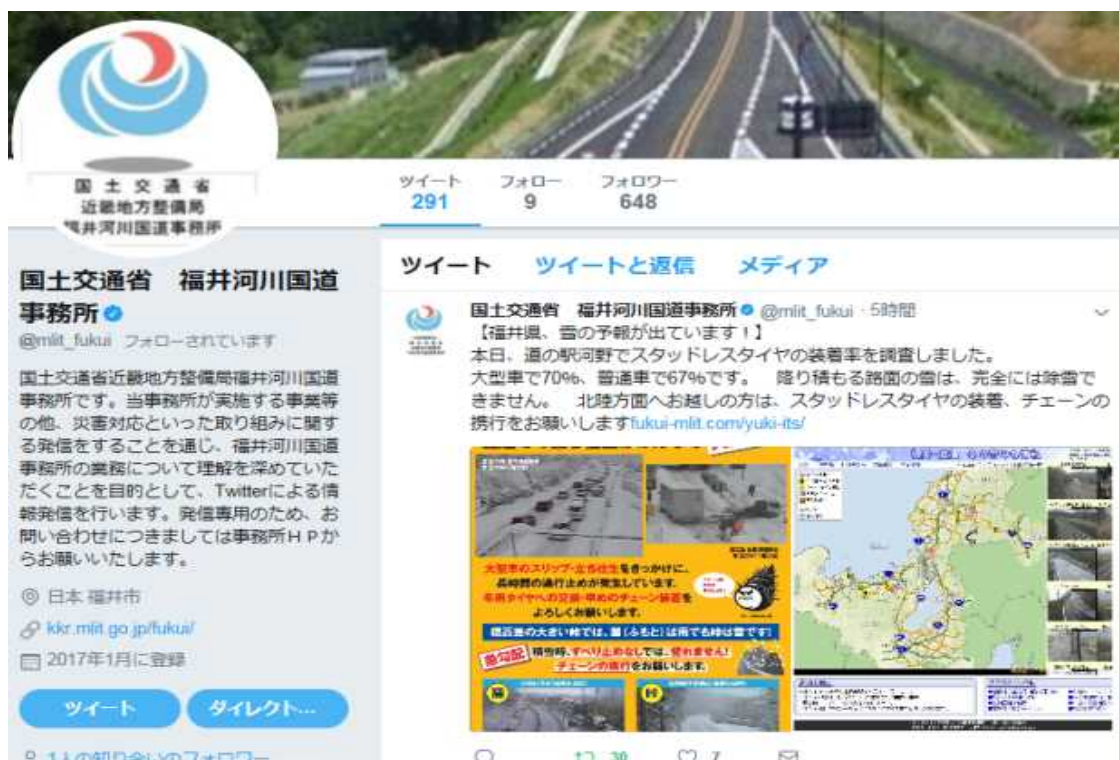 国土交通省
近畿地方整備局
福井河川国道事務所
ツイート
291
フォロー
9
フォロワー
648
国土交通省 福井河川国道
事務所
@mlit_fukui フォローされています
国土交通省近畿地方整備局福井河川国道
事務所です。当事務所が実施する事業等
の他、災害対応といった取り組みに関す
る発信をすることを通じ、福井河川国道
事務所の業務について理解を深めていた
だくことを目的として、Twitterによる情
報発信を行います。発信専用のため、お
問い合わせにつきましては事務所HPか
らお願いいたします。
日本 福井市
kkr.mlit.go.jp/fukui/
2017年1月に登録
ツイート
ダイレクト...
1人の知り合いのフォロワー
ツイート ツイートと返信 メディア
国土交通省 福井河川国道事務所 @mlit_fukui · 5時間
【福井県、雪の予報が出ています!】
本日、道の駅河野でスタッドレスタイヤの装着率を調査しました。
大型車で70%、普通車で67%です。 降り積もる路面の雪は、完全には除雪で
きません。 北陸方面へお越しの方は、スタッドレスタイヤの装着、チェーンの
携行をお願いしますfukui-mlit.com/yuki-its/
大型車のスリップ・立ち往生をきっかけに、
長時間の通行止めが発生しています。
冬用タイヤへの交換・早めのチェーン装着を
よろしくお願いします。
急勾配
積雪時、すべり止めなしでは、登れません!
チェーンの携行をお願いします。
麓
峠
30
7